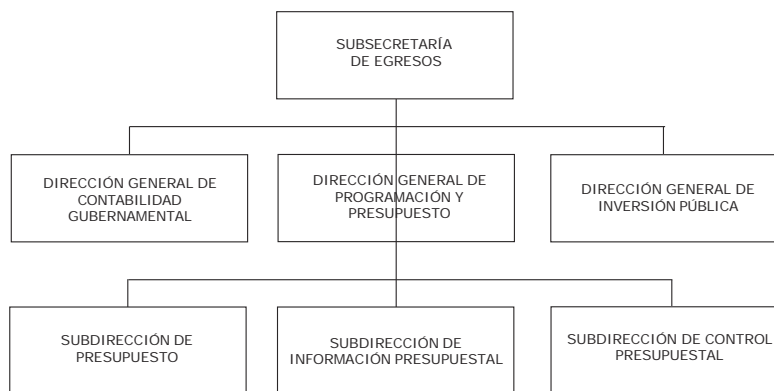 SUBSECRETARÍA
DE EGRESOS
DIRECCIÓN GENERAL DE
CONTABILIDAD
GUBERNAMENTAL
DIRECCIÓN GENERAL DE
PROGRAMACIÓN Y
PRESUPUESTO
DIRECCIÓN GENERAL DE
INVERSIÓN PÚBLICA
SUBDIRECCIÓN DE
PRESUPUESTO
SUBDIRECCIÓN DE
INFORMACIÓN PRESUPUESTAL
SUBDIRECCIÓN DE CONTROL
PRESUPUESTAL